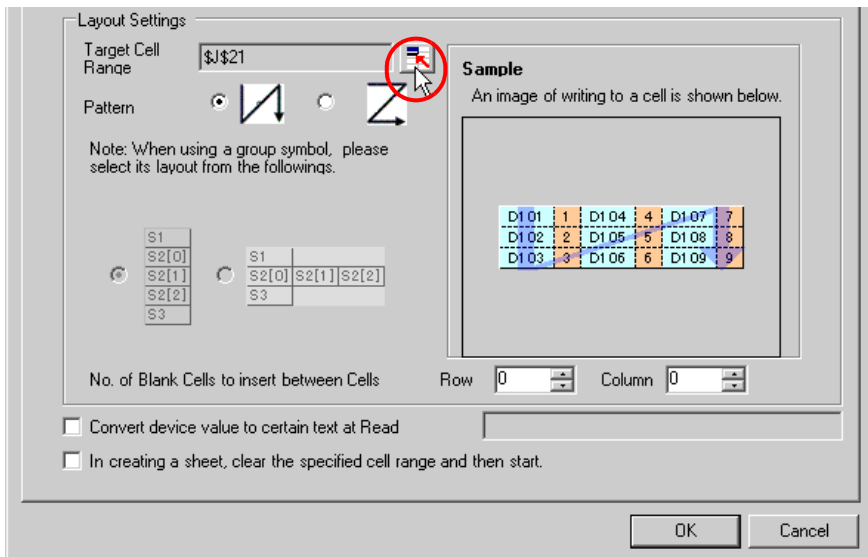 Layout Settings
Target Cell
Range
$J$21
Pattern
Note: When using a group symbol, please
select its layout from the followings.
S1
S2[0]
S2[1]
S2[2]
S3
S1
S2[0] S2[1] S2[2]
S3
Sample
An image of writing to a cell is shown below.
D101 1 D104 4 D107 7
D102 2 D105 5 D108 8
D103 3 D106 6 D109 9
No. of Blank Cells to insert between Cells Row 0 Column 0
Convert device value to certain text at Read
In creating a sheet, clear the specified cell range and then start.
OK Cancel